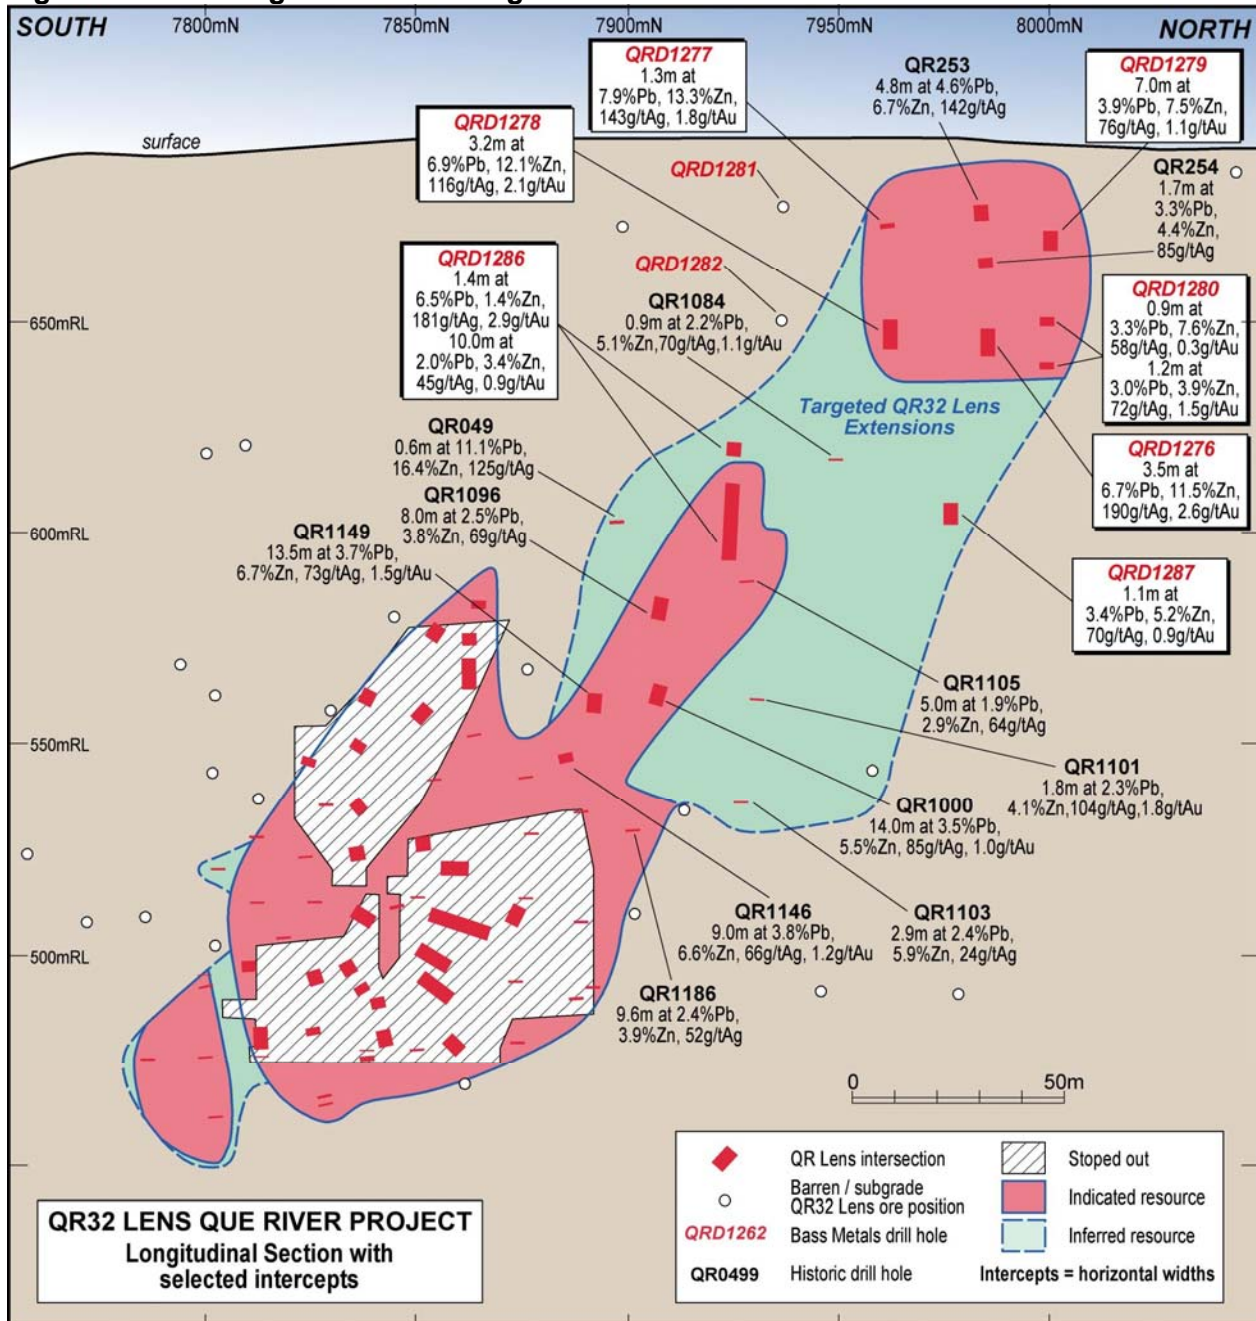 SOUTH
7800mN
7850mN
7900mN
7950mN
8000mN
NORTH
surface
QRD1277
1.3m at
7.9%Pb, 13.3%Zn,
143g/tAg, 1.8g/tAu
QR253
4.8m at 4.6%Pb,
6.7%Zn, 142g/tAg
QRD1279
7.0m at
3.9%Pb, 7.5%Zn,
76g/tAg, 1.1g/tAu
QRD1278
3.2m at
6.9%Pb, 12.1%Zn,
116g/tAg, 2.1g/tAu
QRD1281
QR254
1.7m at
3.3%Pb,
4.4%Zn,
85g/tAg
QRD1286
1.4m at
6.5%Pb, 1.4%Zn,
181g/tAg, 2.9g/tAu
10.0m at
2.0%Pb, 3.4%Zn,
45g/tAg, 0.9g/tAu
QRD1282
QR1084
0.9m at 2.2%Pb,
5.1%Zn,70g/tAg,1.1g/tAu
QRD1280
0.9m at
3.3%Pb, 7.6%Zn,
58g/tAg, 0.3g/tAu
1.2m at
3.0%Pb, 3.9%Zn,
72g/tAg, 1.5g/tAu
650mRL
Targeted QR32 Lens
Extensions
QR049
0.6m at 11.1%Pb,
16.4%Zn, 125g/tAg
QRD1276
3.5m at
6.7%Pb, 11.5%Zn,
190g/tAg, 2.6g/tAu
QR1096
8.0m at 2.5%Pb,
3.8%Zn, 69g/tAg
600mRL
QR1149
13.5m at 3.7%Pb,
6.7%Zn, 73g/tAg, 1.5g/tAu
QRD1287
1.1m at
3.4%Pb, 5.2%Zn,
70g/tAg, 0.9g/tAu
QR1105
5.0m at 1.9%Pb,
2.9%Zn, 64g/tAg
550mRL
QR1101
1.8m at 2.3%Pb,
4.1%Zn,104g/tAg,1.8g/tAu
QR1000
14.0m at 3.5%Pb,
5.5%Zn, 85g/tAg, 1.0g/tAu
QR1146
9.0m at 3.8%Pb,
6.6%Zn, 66g/tAg, 1.2g/tAu
QR1103
2.9m at 2.4%Pb,
5.9%Zn, 24g/tAg
500mRL
QR1186
9.6m at 2.4%Pb,
3.9%Zn, 52g/tAg
0
50m
QR Lens intersection
Barren / subgrade
QR32 Lens ore position
QRD1262
Bass Metals drill hole
QR0499
Historic drill hole
Stoped out
Indicated resource
Inferred resource
Intercepts = horizontal widths
QR32 LENS QUE RIVER PROJECT
Longitudinal Section with
selected intercepts